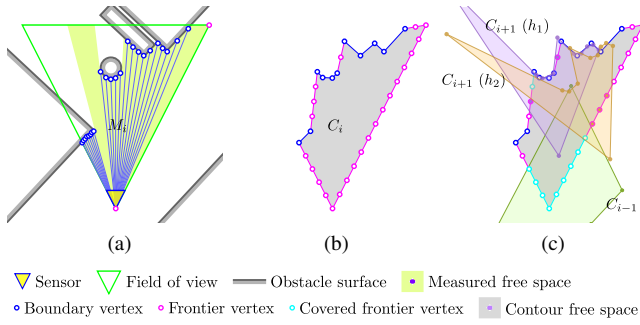 M_i
(a)
C_i
(b)
C_{i+1} (h_1)
C_{i+1} (h_2)
C_{i-1}
(c)
Sensor Field of view Obstacle surface Measured free space
Boundary vertex Frontier vertex Covered frontier vertex Contour free space